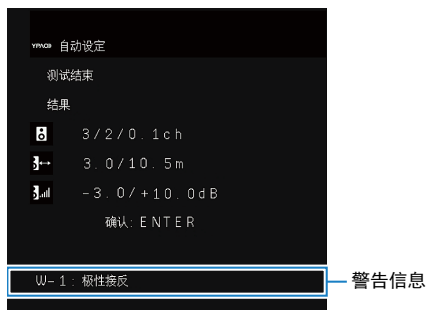 YPAO 自动设定
测试结束
结果
3/2/0.1ch
3.0/10.5m
-3.0/+10.0dB
确认: ENTER
W-1: 极性接反
警告信息